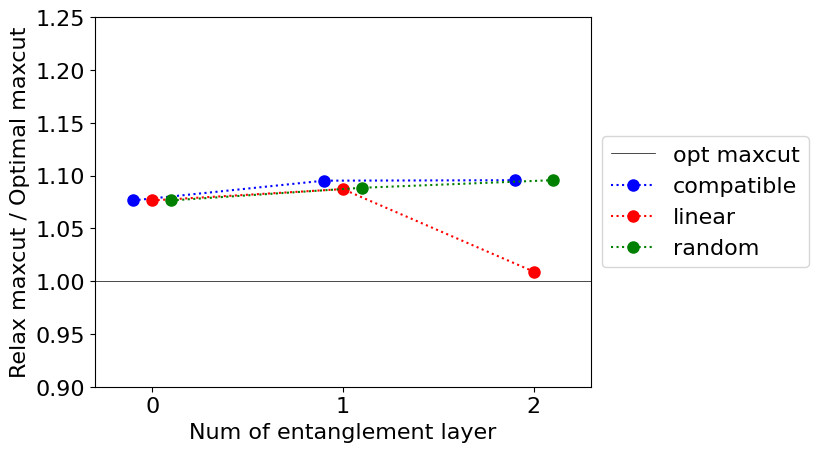 Relax maxcut / Optimal maxcut
1.25
1.20
1.15
1.10
1.05
1.00
0.95
0.90
0 1 2
Num of entanglement layer
opt maxcut
compatible
linear
random